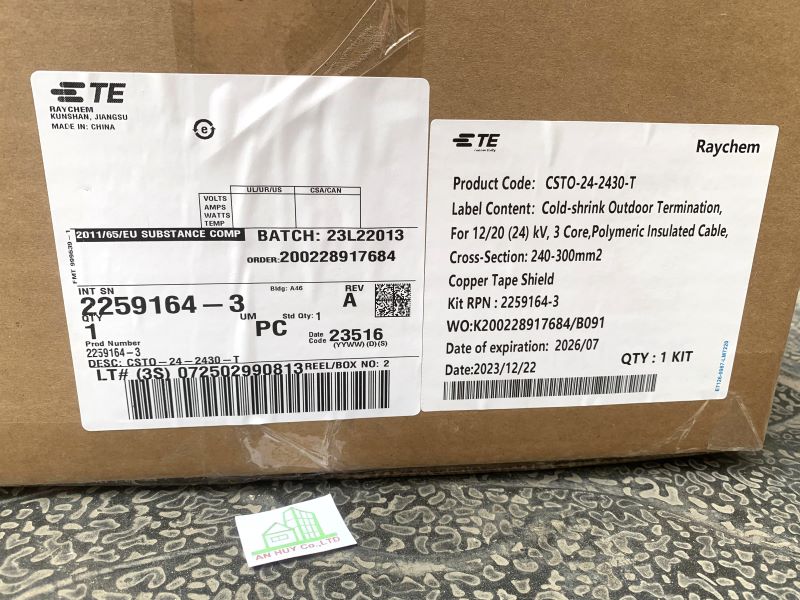 TE
RAYCHEM
KUNSHAN, JIANGSU
MADE IN: CHINA
e
UL/UR/US CSA/CAN
VOLTS
AMPS
WATTS
TEMP
FMT 999639-1
2011/65/EU SUBSTANCE COMP
BATCH: 23L22013
ORDER:200228917684
INT SN
Bldg: A46
REV
A
2259164-3
QTY
1
UM
PC
Std Qty: 1
Date Code 23516
(YYWW)(D)(S)
Prod Number
2259164-3
DESC: CSTO-24-2430-T
LT# (3S) 072502990813 REEL/BOX NO: 2
TE
Raychem
Product Code: CSTO-24-2430-T
Label Content: Cold-shrink Outdoor Termination,
For 12/20 (24) kV, 3 Core,Polymeric Insulated Cable,
Cross-Section: 240-300mm2
Copper Tape Shield
Kit RPN : 2259164-3
WO:K200228917684/B091
Date of expiration: 2026/07
QTY : 1 KIT
Date:2023/12/22
AN HUY Co.,LTD